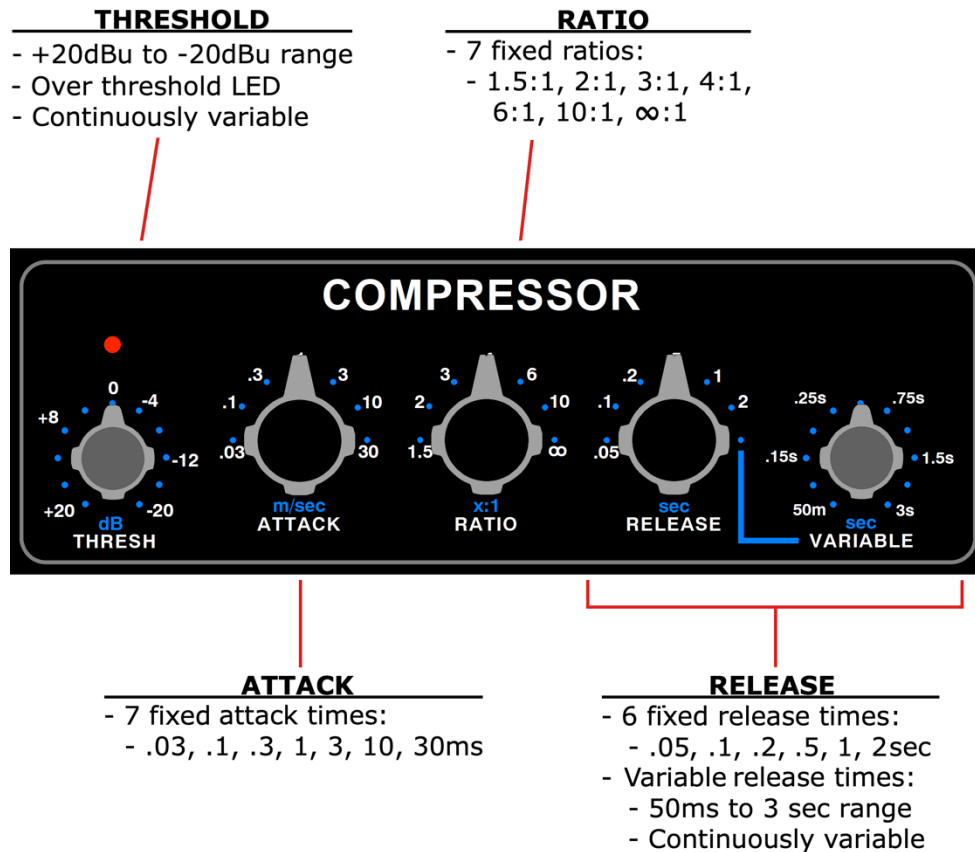 THRESHOLD
- +20dBu to -20dBu range
- Over threshold LED
- Continuously variable
RATIO
- 7 fixed ratios:
- 1.5:1, 2:1, 3:1, 4:1,
6:1, 10:1, ∞:1
COMPRESSOR
+20
+8
0
-4
-12
-20
dB
THRESH
.03
.1
.3
3
10
30
m/sec
ATTACK
1.5
2
3
6
10
∞
x:1
RATIO
.05
.1
.2
1
2
sec
RELEASE
50m
.15s
.25s
.75s
1.5s
3s
sec
VARIABLE
ATTACK
- 7 fixed attack times:
- .03, .1, .3, 1, 3, 10, 30ms
RELEASE
- 6 fixed release times:
- .05, .1, .2, .5, 1, 2sec
- Variable release times:
- 50ms to 3 sec range
- Continuously variable